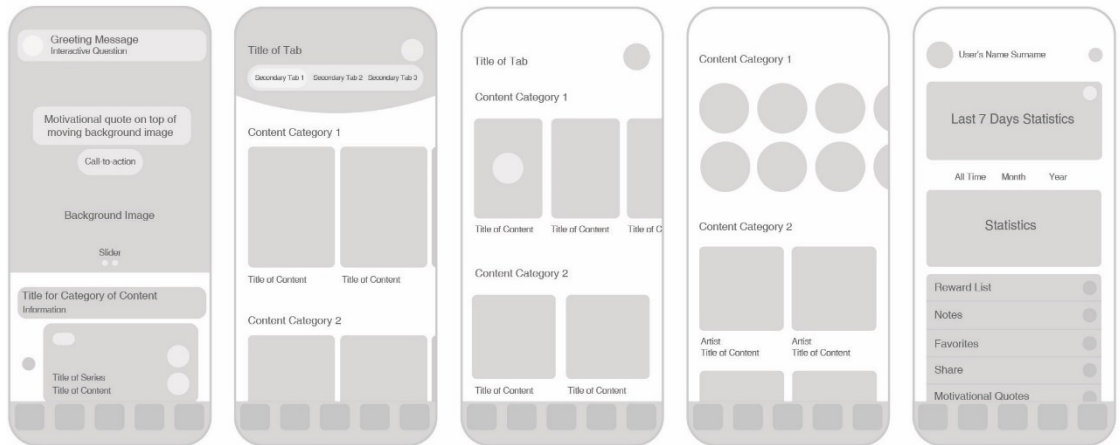 Greeting Message
Interactive Question
Motivational quote on top of
moving background image
Call-to-action
Background Image
Slider
Title for Category of Content
Information
Title of Series
Title of Content
Title of Tab
Secondary Tab 1 Secondary Tab 2 Secondary Tab 3
Content Category 1
Title of Content Title of Content
Content Category 2
Title of Tab
Content Category 1
Title of Content Title of Content Title of C
Content Category 2
Title of Content Title of Content
Content Category 1
Content Category 2
Artist Artist
Title of Content Title of Content
User's Name Surname
Last 7 Days Statistics
All Time Month Year
Statistics
Reward List
Notes
Favorites
Share
Motivational Quotes